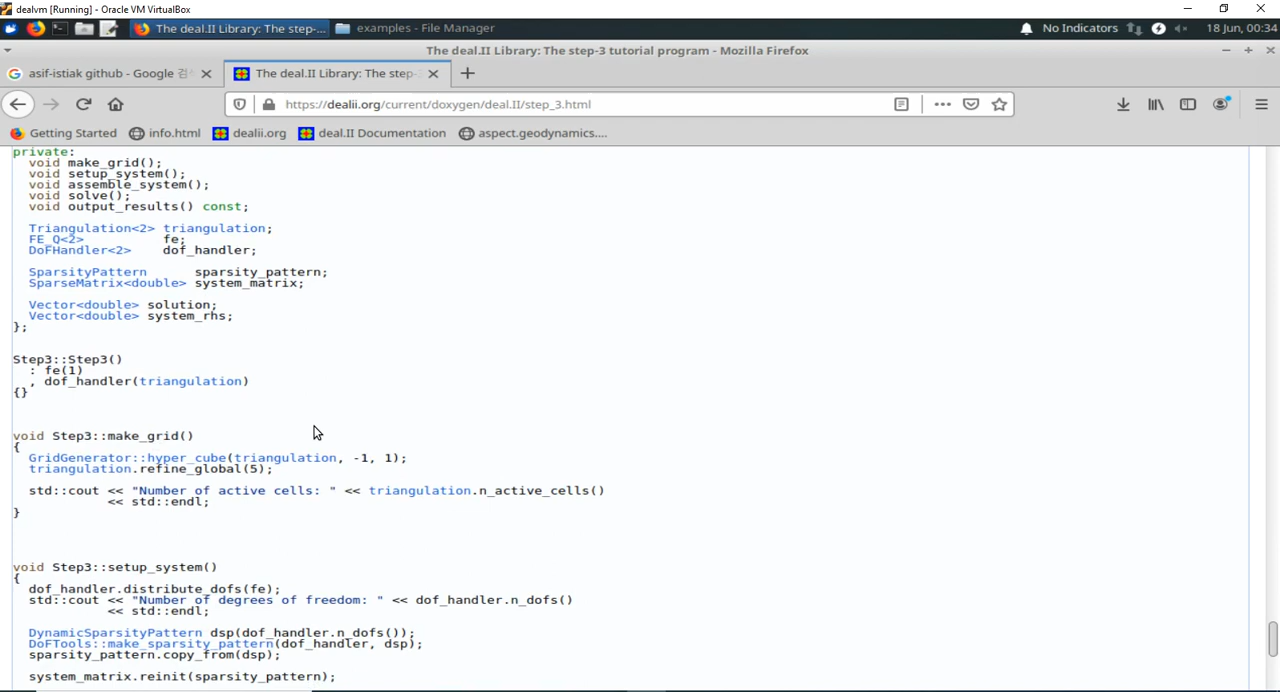 dealvm [Running] - Oracle VM VirtualBox
The deal.II Library: The step-...
examples - File Manager
No Indicators
18 Jun, 00:34
The deal.II Library: The step-3 tutorial program - Mozilla Firefox
asif-istiak github - Google 검
The deal.II Library: The step-
https://dealii.org/current/doxygen/deal.II/step_3.html
Getting Started
info.html
dealii.org
deal.II Documentation
aspect.geodynamics....
private:
void make_grid();
void setup_system();
void assemble_system();
void solve();
void output_results() const;
Triangulation<2> triangulation;
FE_Q<2> fe;
DoFHandler<2> dof_handler;
SparsityPattern sparsity_pattern;
SparseMatrix<double> system_matrix;
Vector<double> solution;
Vector<double> system_rhs;
};
Step3::Step3()
: fe(1)
, dof_handler(triangulation)
{}
void Step3::make_grid()
{
GridGenerator::hyper_cube(triangulation, -1, 1);
triangulation.refine_global(5);
std::cout << "Number of active cells: " << triangulation.n_active_cells()
<< std::endl;
}
void Step3::setup_system()
{
dof_handler.distribute_dofs(fe);
std::cout << "Number of degrees of freedom: " << dof_handler.n_dofs()
<< std::endl;
DynamicSparsityPattern dsp(dof_handler.n_dofs());
DoFTools::make_sparsity_pattern(dof_handler, dsp);
sparsity_pattern.copy_from(dsp);
system_matrix.reinit(sparsity_pattern);